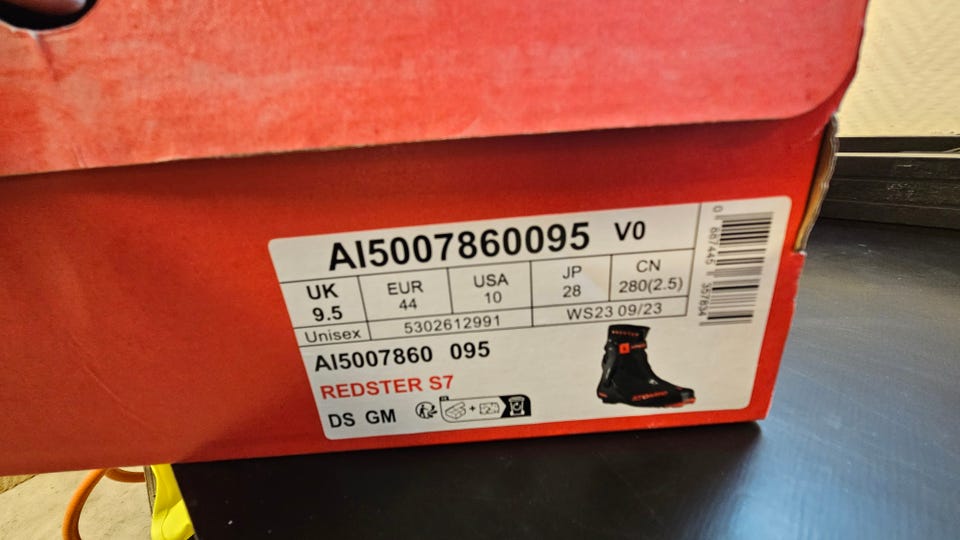 AI5007860095 V0
UK 9.5 EUR 44 USA 10 JP 28 CN 280(2.5)
Unisex 5302612991 WS23 09/23
AI5007860 095
REDSTER S7
DS GM